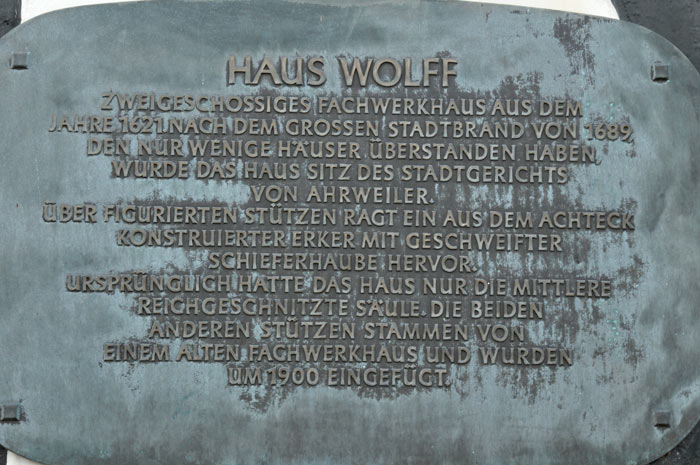 HAUS WOLFF
ZWEIGESCHOSSIGES FACHWERKHAUS AUS DEM
JAHRE 1621. NACH DEM GROSSEN STADTBRAND VON 1689,
DEN NUR WENIGE HÄUSER ÜBERSTANDEN HABEN,
WURDE DAS HAUS SITZ DES STADTGERICHTS
VON AHRWEILER.
ÜBER FIGURIERTEN STÜTZEN RAGT EIN AUS DEM ACHTECK
KONSTRUIERTER ERKER MIT GESCHWEIFTER
SCHIEFERHAUBE HERVOR.
URSPRÜNGLICH HATTE DAS HAUS NUR DIE MITTLERE
REICHGESCHNITZTE SÄULE. DIE BEIDEN
ANDEREN STÜTZEN STAMMEN VON
EINEM ALTEN FACHWERKHAUS UND WURDEN
UM 1900 EINGEFÜGT.